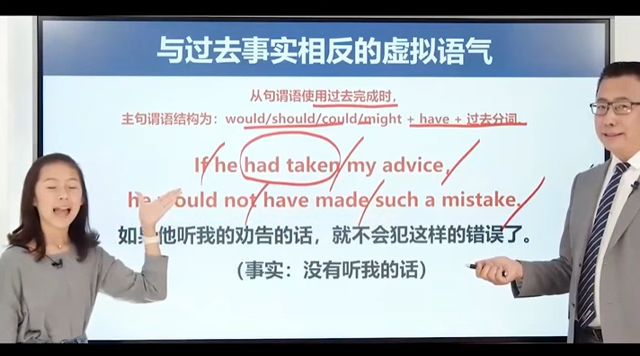 与过去事实相反的虚拟语气
从句谓语使用过去完成时,
主句谓语结构为：would/should/could/might + have + 过去分词。
If he had taken my advice,
he would not have made such a mistake.
如果他听我的劝告的话，就不会犯这样的错误了。
（事实：没有听我的话）